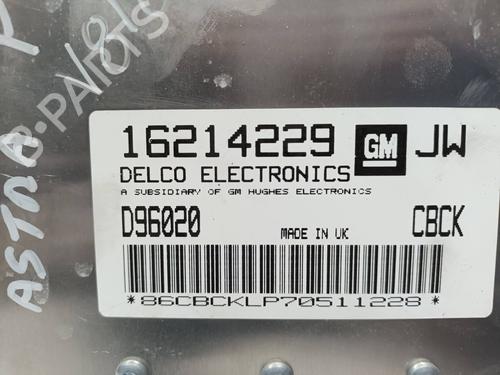 16214229 GM JW
DELCO ELECTRONICS
A SUBSIDIARY OF GM HUGHES ELECTRONICS
D96020 MADE IN UK CBCK
*86CBCKLP70511228*
ASTRA
B-PARTS